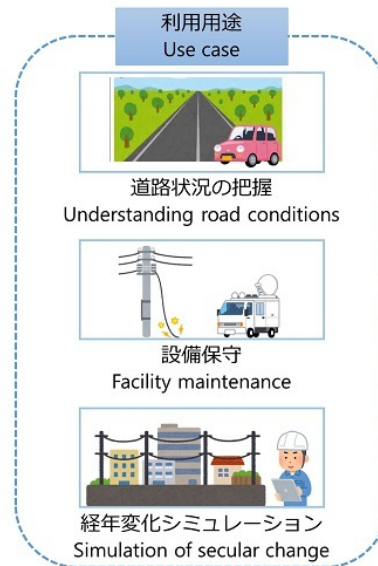 利用用途
Use case
道路状況の把握
Understanding road conditions
設備保守
Facility maintenance
経年変化シミュレーション
Simulation of secular change